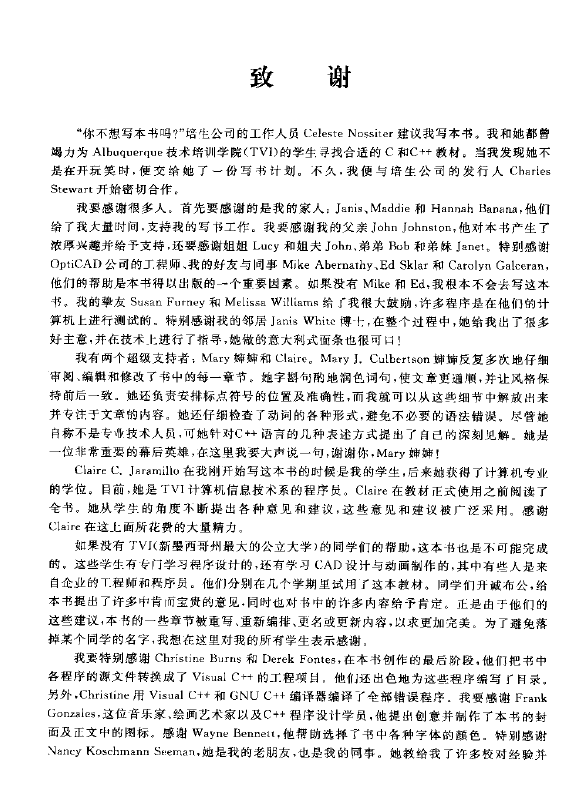 致 谢
“你不想写本书吗?”培生公司的工作人员 Celeste Nossiter 建议我写本书。我和她都曾
竭力为 Albuquerque 技术培训学院(TVI)的学生寻找合适的 C 和C++ 教材。当我发现她不
是在开玩笑时,便交给她了一份写书计划。不久,我便与培生公司的发行人 Charles
Stewart 开始密切合作。
我要感谢很多人。首先要感谢的是我的家人: Janis、Maddie 和 Hannah Banana,他们
给了我大量时间,支持我的写书工作。我要感谢我的父亲 John Johnston,他对本书产生了
浓厚兴趣并给予支持,还要感谢姐姐 Lucy 和姐夫 John、弟弟 Bob 和弟妹 Janet。特别感谢
OptiCAD 公司的工程师、我的好友与同事 Mike Abernathy、Ed Sklar 和 Carolyn Galceran,
他们的帮助是本书得以出版的一个重要因素。如果没有 Mike 和 Ed,我根本不会去写这本
书。我的挚友 Susan Furney 和 Melissa Williams 给了我很大鼓励,许多程序是在他们的计
算机上进行测试的。特别感谢我的邻居 Janis White 博士,在整个过程中,她给我出了很多
好主意,并在技术上进行了指导,她做的意大利式面条也很可口!
我有两个超级支持者: Mary 婶婶和 Claire。Mary J. Culbertson 婶婶反复多次地仔细
审阅、编辑和修改了书中的每一章节。她字斟句酌地润色词句,使文章更通顺,并让风格保
持前后一致。她还负责安排标点符号的位置及准确性,而我就可以从这些细节中解放出来
并专注于文章的内容。她还仔细检查了动词的各种形式,避免不必要的语法错误。尽管她
自称不是专业技术人员,可她针对C++ 语言的几种表述方式提出了自己的深刻见解。她是
一位非常重要的幕后英雄,在这里我要大声说一句,谢谢你,Mary 婶婶!
Claire C. Jaramillo 在我刚开始写这本书的时候是我的学生,后来她获得了计算机专业
的学位。目前,她是 TVI 计算机信息技术系的程序员。Claire 在教材正式使用之前阅读了
全书。她从学生的角度不断提出各种意见和建议,这些意见和建议被广泛采用。感谢
Claire 在这上面所花费的大量精力。
如果没有 TVI(新墨西哥州最大的公立大学)的同学们的帮助,这本书也是不可能完成
的。这些学生有专门学习程序设计的,还有学习 CAD 设计与动画制作的,其中有些人是来
自企业的工程师和程序员。他们分别在几个学期里试用了这本教材。同学们开诚布公,给
本书提出了许多中肯而宝贵的意见,同时也对书中的许多内容给予肯定。正是由于他们的
这些建议,本书的一些章节被重写、重新编排、更名或更新内容,以求更加完美。为了避免落
掉某个同学的名字,我想在这里对我的所有学生表示感谢。
我要特别感谢 Christine Burns 和 Derek Fontes,在本书创作的最后阶段,他们把书中
各程序的源文件转换成了 Visual C++ 的工程项目。他们还出色地为这些程序编写了目录。
另外,Christine 用 Visual C++ 和 GNU C++ 编译器编译了全部错误程序。我要感谢 Frank
Gonzales,这位音乐家、绘画艺术家以及C++ 程序设计学员,他提出创意并制作了本书的封
面及正文中的图标。感谢 Wayne Bennett,他帮助选择了书中各种字体的颜色。特别感谢
Nancy Koschmann Seeman,她是我的老朋友,也是我的同事。她教给我了许多校对经验并